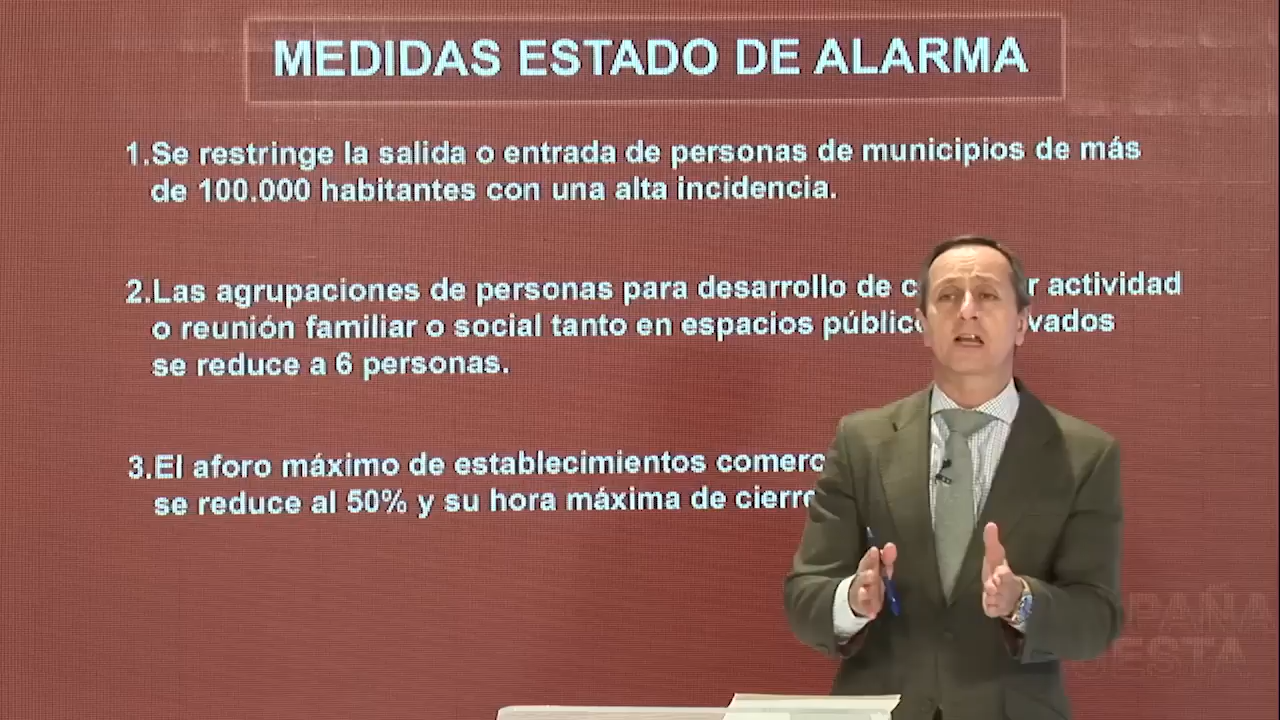 MEDIDAS ESTADO DE ALARMA
1.Se restringe la salida o entrada de personas de municipios de más
de 100.000 habitantes con una alta incidencia.
2.Las agrupaciones de personas para desarrollo de actividad
o reunión familiar o social tanto en espacios
se reduce a 6 personas.
3.El aforo máximo de establecimientos
se reduce al 50% y su hora máxima de